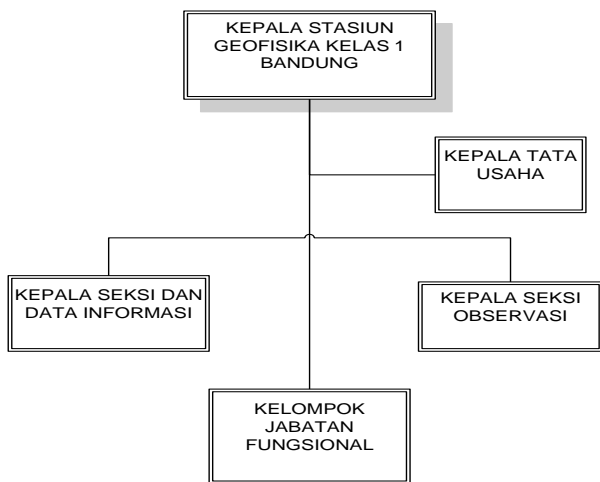 KEPALA STASIUN
GEOFISIKA KELAS 1
BANDUNG
KEPALA TATA
USAHA
KEPALA SEKSI DAN
DATA INFORMASI
KEPALA SEKSI
OBSERVASI
KELOMPOK
JABATAN
FUNGSIONAL